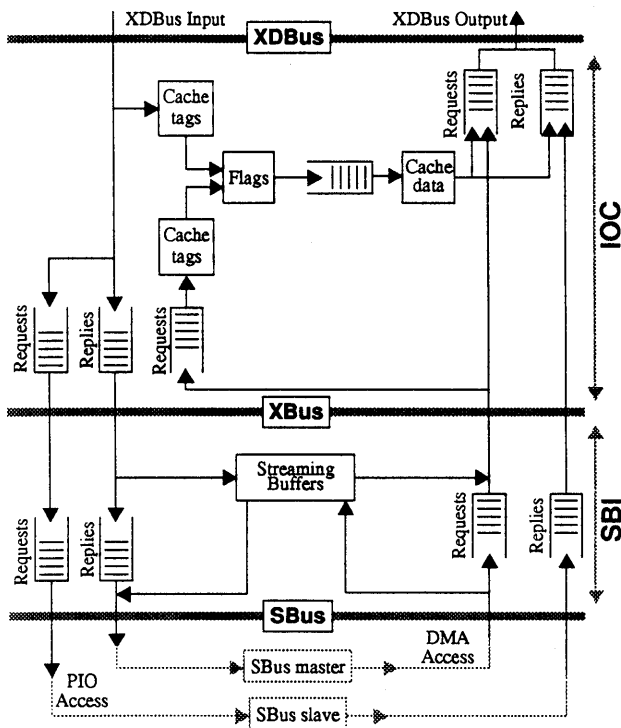 XDBus Input
XDBus Output
XDBus
Cache
tags
Requests
Replies
Flags
Cache
data
Cache
tags
IOC
Requests
Replies
Requests
XBus
Streaming
Buffers
Requests
Replies
Requests
Replies
SBI
SBus
DMA
Access
SBus master
PIO
Access
SBus slave